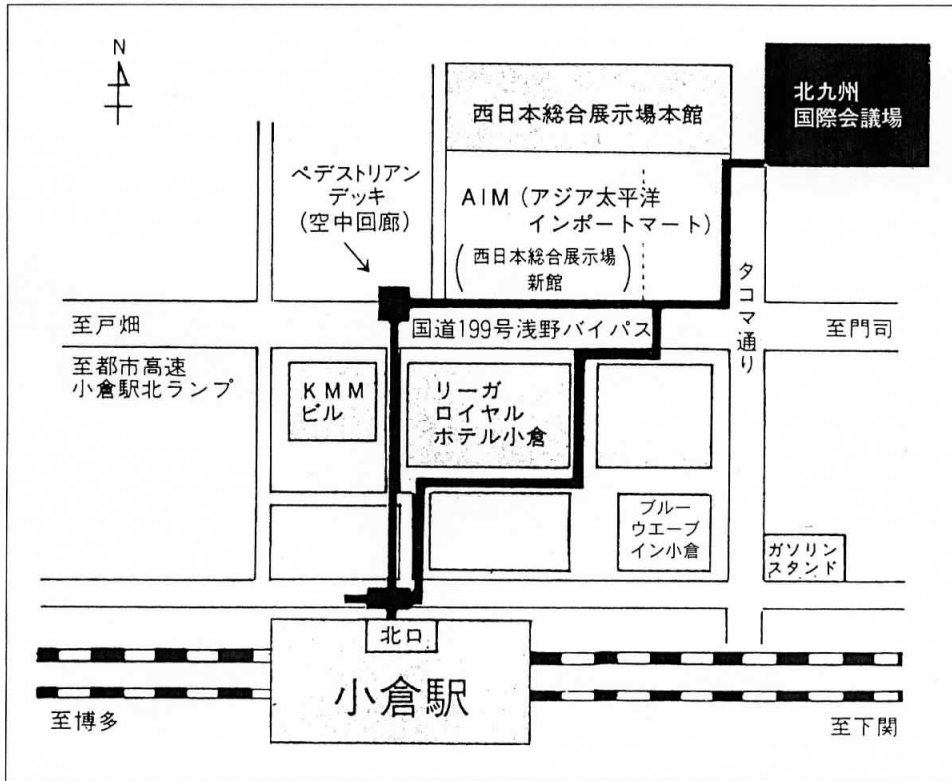 N
西日本総合展示場本館
北九州
国際会議場
ペデストリアン
デッキ
(空中回廊)
AIM(アジア太平洋
インポートマート)
(西日本総合展示場
新館)
タコマ通り
至戸畑
国道199号浅野バイパス
至門司
至都市高速
小倉駅北ランプ
KMM
ビル
リーガ
ロイヤル
ホテル小倉
ブルー
ウエーブ
イン小倉
ガソリン
スタンド
北口
小倉駅
至博多
至下関